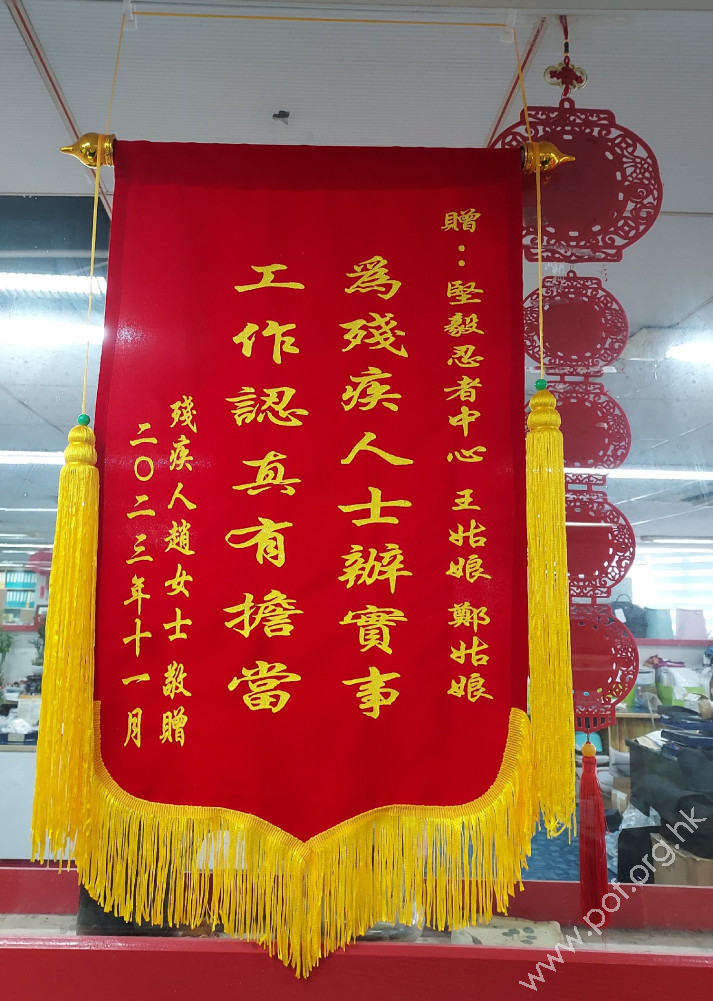 贈：堅毅忍者中心 王姑娘 鄭姑娘
爲殘疾人士辦實事
工作認真有擔當
殘疾人趙女士敬贈
二〇二三年十一月
www.pof.org.hk